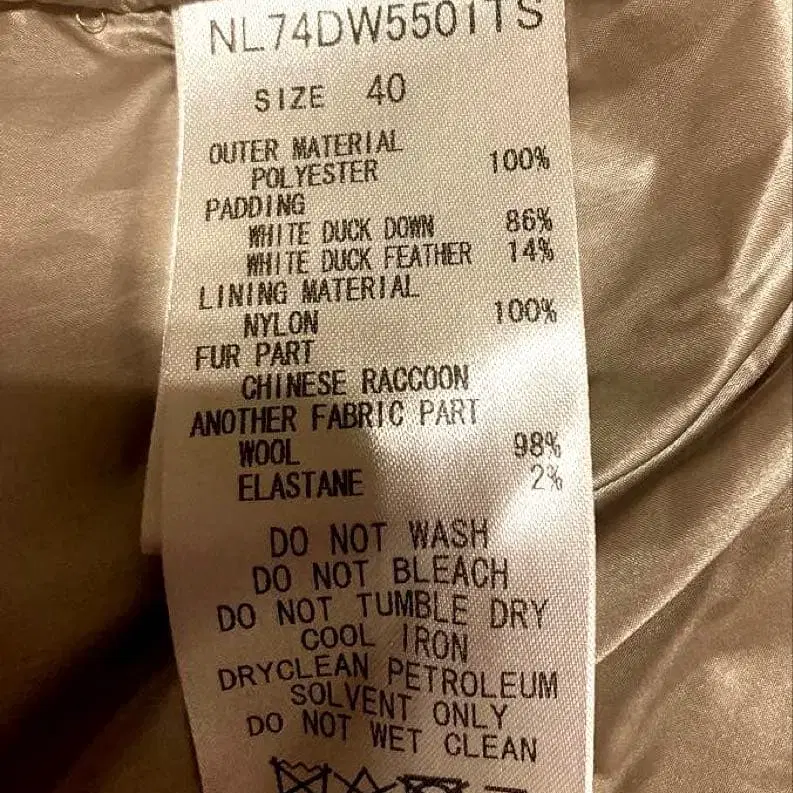 NL74DW5501TS
SIZE 40
OUTER MATERIAL
POLYESTER 100%
PADDING
WHITE DUCK DOWN 86%
WHITE DUCK FEATHER 14%
LINING MATERIAL
NYLON 100%
FUR PART
CHINESE RACCOON
ANOTHER FABRIC PART
WOOL 98%
ELASTANE 2%
DO NOT WASH
DO NOT BLEACH
DO NOT TUMBLE DRY
COOL IRON
DRYCLEAN PETROLEUM
SOLVENT ONLY
DO NOT WET CLEAN